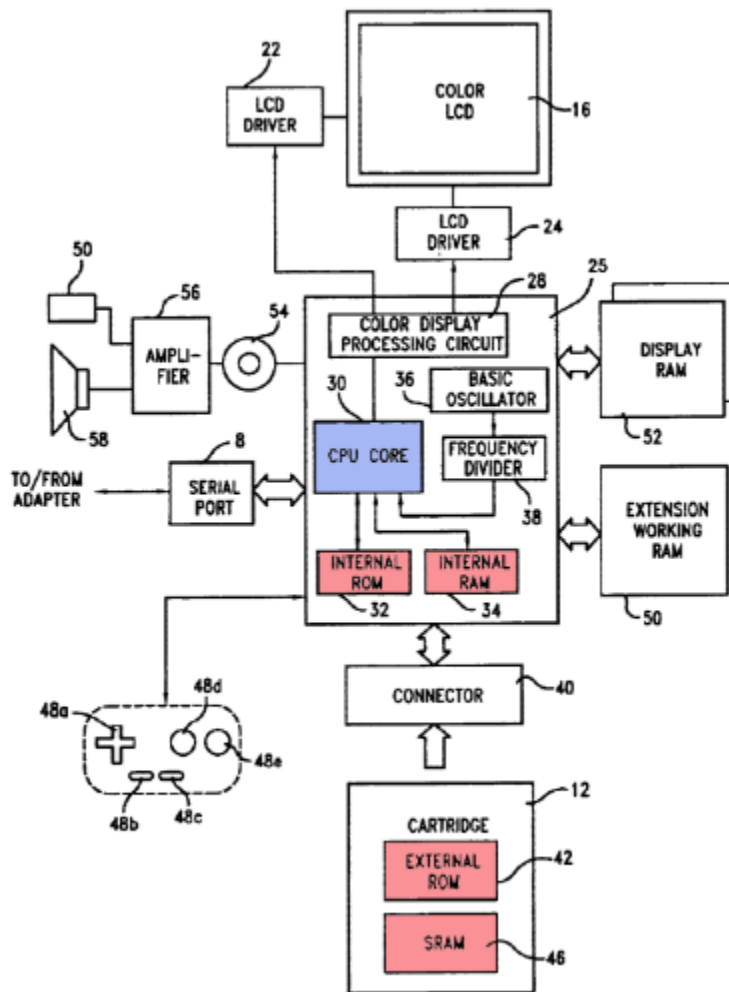 22
LCD
DRIVER
COLOR
LCD
16
LCD
DRIVER
24
50
56
54
28
25
AMPLI-
FIER
COLOR DISPLAY
PROCESSING CIRCUIT
DISPLAY
RAM
58
30
36
BASIC
OSCILLATOR
52
8
CPU CORE
FREQUENCY
DIVIDER
TO/FROM
ADAPTER
SERIAL
PORT
38
EXTENSION
WORKING
RAM
INTERNAL
ROM
INTERNAL
RAM
32
34
50
48a
48d
CONNECTOR
40
48e
48b
48c
12
CARTRIDGE
EXTERNAL
ROM
42
SRAM
46